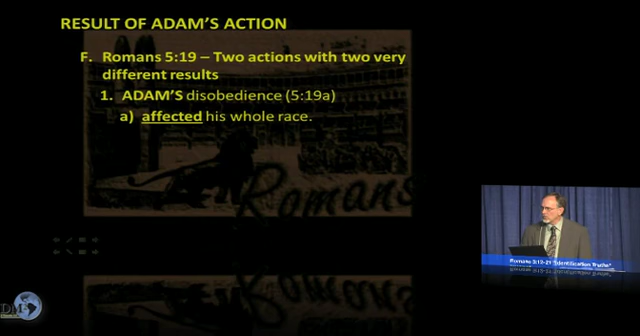 RESULT OF ADAM'S ACTION
F. Romans 5:19 – Two actions with two very
different results
1. ADAM'S disobedience (5:19a)
a) affected his whole race.
Romans
Romans 5:12-21 "Identification Truths"
DM